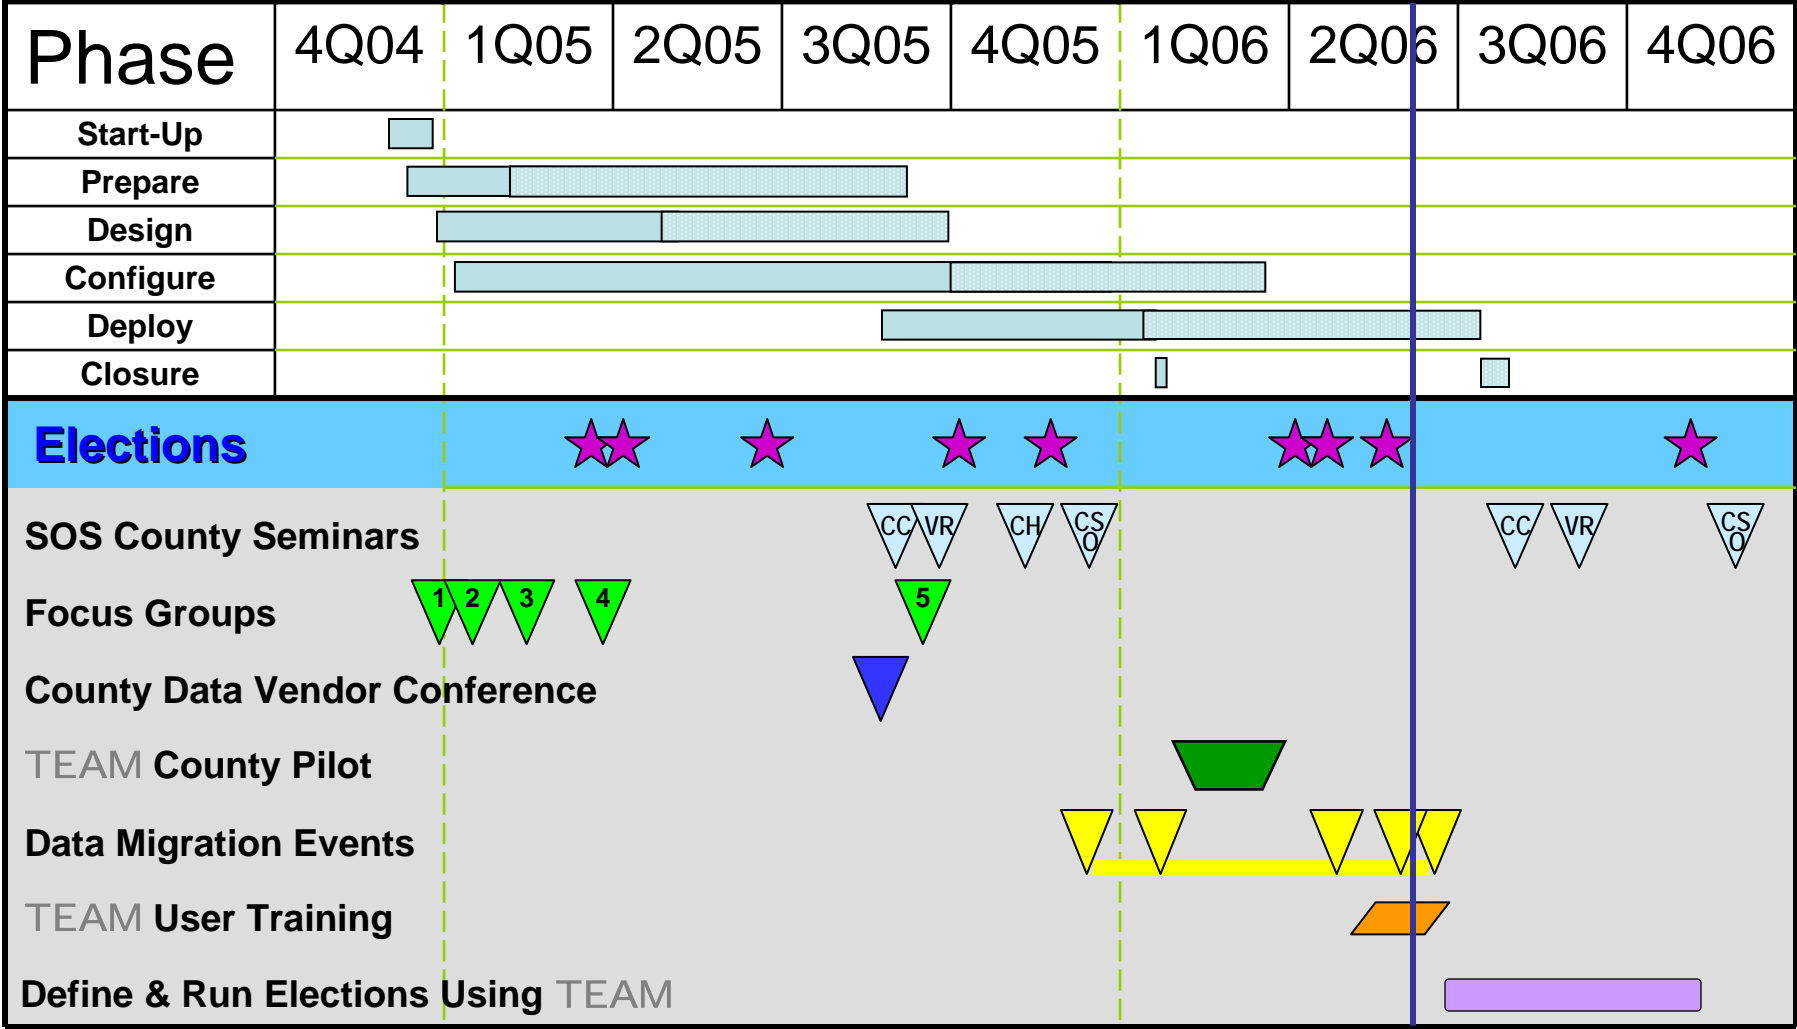 Phase 4Q04 1Q05 2Q05 3Q05 4Q05 1Q06 2Q06 3Q06 4Q06
Start-Up
Prepare
Design
Configure
Deploy
Closure
Elections
SOS County Seminars CC VR CH CS O CC VR CS O
Focus Groups 1 2 3 4 5
County Data Vendor Conference
TEAM County Pilot
Data Migration Events
TEAM User Training
Define & Run Elections Using TEAM